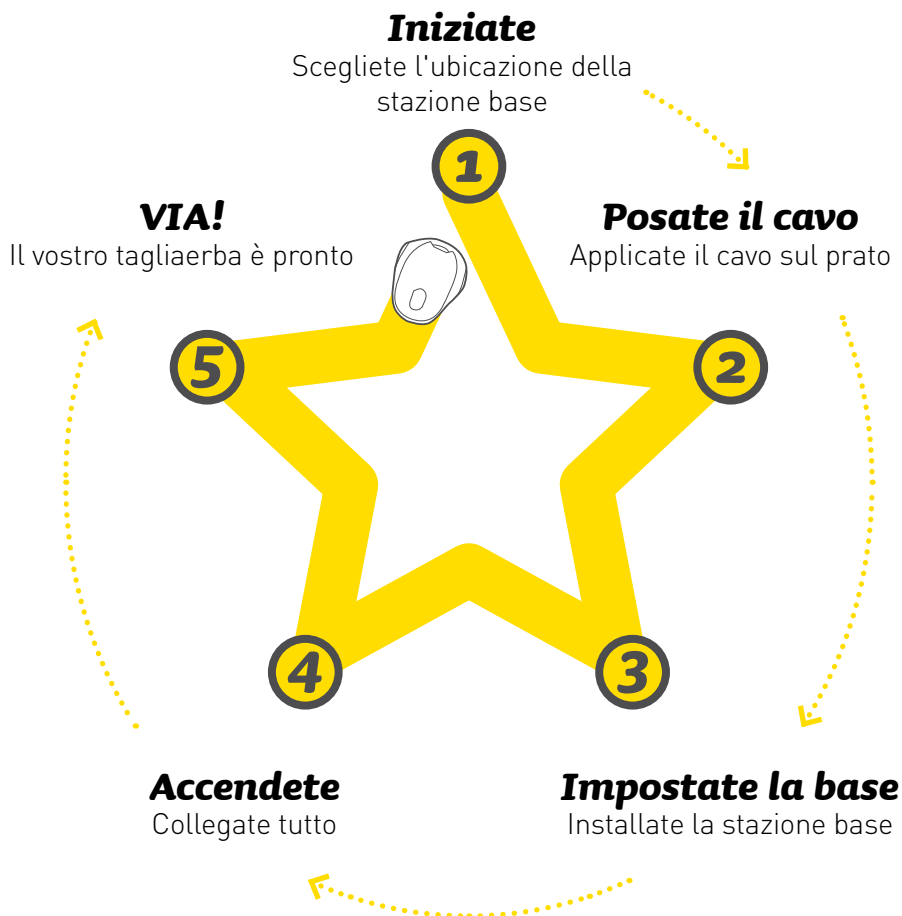 Iniziate
Scegliete l'ubicazione della
stazione base
1
Posate il cavo
Applicate il cavo sul prato
2
Impostate la base
Installate la stazione base
3
Accendete
Collegate tutto
4
VIA!
Il vostro tagliaerba è pronto
5